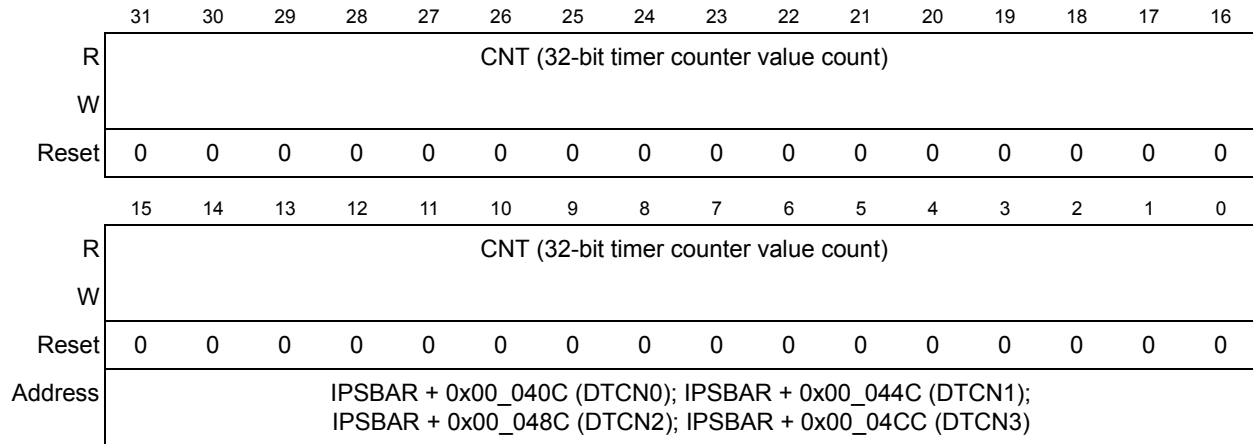 31 30 29 28 27 26 25 24 23 22 21 20 19 18 17 16
R CNT (32-bit timer counter value count)
W
Reset 0 0 0 0 0 0 0 0 0 0 0 0 0 0 0 0
15 14 13 12 11 10 9 8 7 6 5 4 3 2 1 0
R CNT (32-bit timer counter value count)
W
Reset 0 0 0 0 0 0 0 0 0 0 0 0 0 0 0 0
Address IPSBAR + 0x00_040C (DTCN0); IPSBAR + 0x00_044C (DTCN1);
IPSBAR + 0x00_048C (DTCN2); IPSBAR + 0x00_04CC (DTCN3)